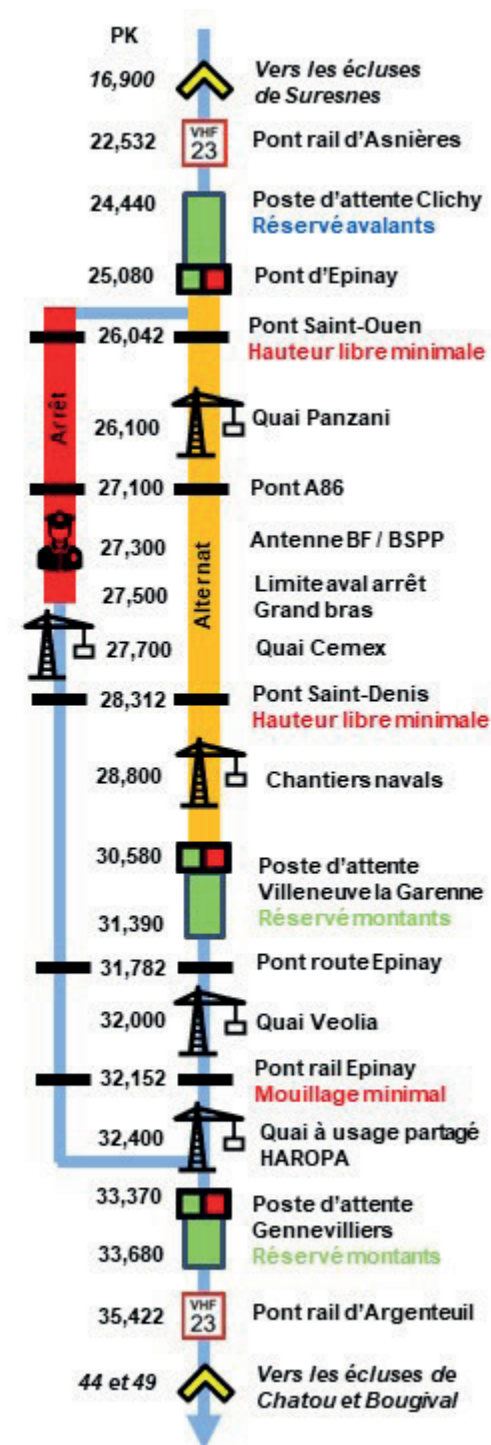 PK
16,900
Vers les écluses
de Suresnes
22,532
VHF
23
Pont rail d'Asnières
24,440
Poste d'attente Clichy
Réservé avalants
25,080
Pont d'Epinay
26,042
Pont Saint-Ouen
Hauteur libre minimale
Arrêt
26,100
Quai Panzani
27,100
Pont A86
27,300
Antenne BF / BSPP
Alternat
27,500
Limite aval arrêt
Grand bras
27,700
Quai Cemex
28,312
Pont Saint-Denis
Hauteur libre minimale
28,800
Chantiers navals
30,580
Poste d'attente
Villeneuve la Garenne
31,390
Réservé montants
31,782
Pont route Epinay
32,000
Quai Veolia
32,152
Pont rail Epinay
Mouillage minimal
32,400
Quai à usage partagé
HAROPA
33,370
Poste d'attente
Gennevilliers
33,680
Réservé montants
35,422
VHF
23
Pont rail d'Argenteuil
44 et 49
Vers les écluses de
Chatou et Bougival